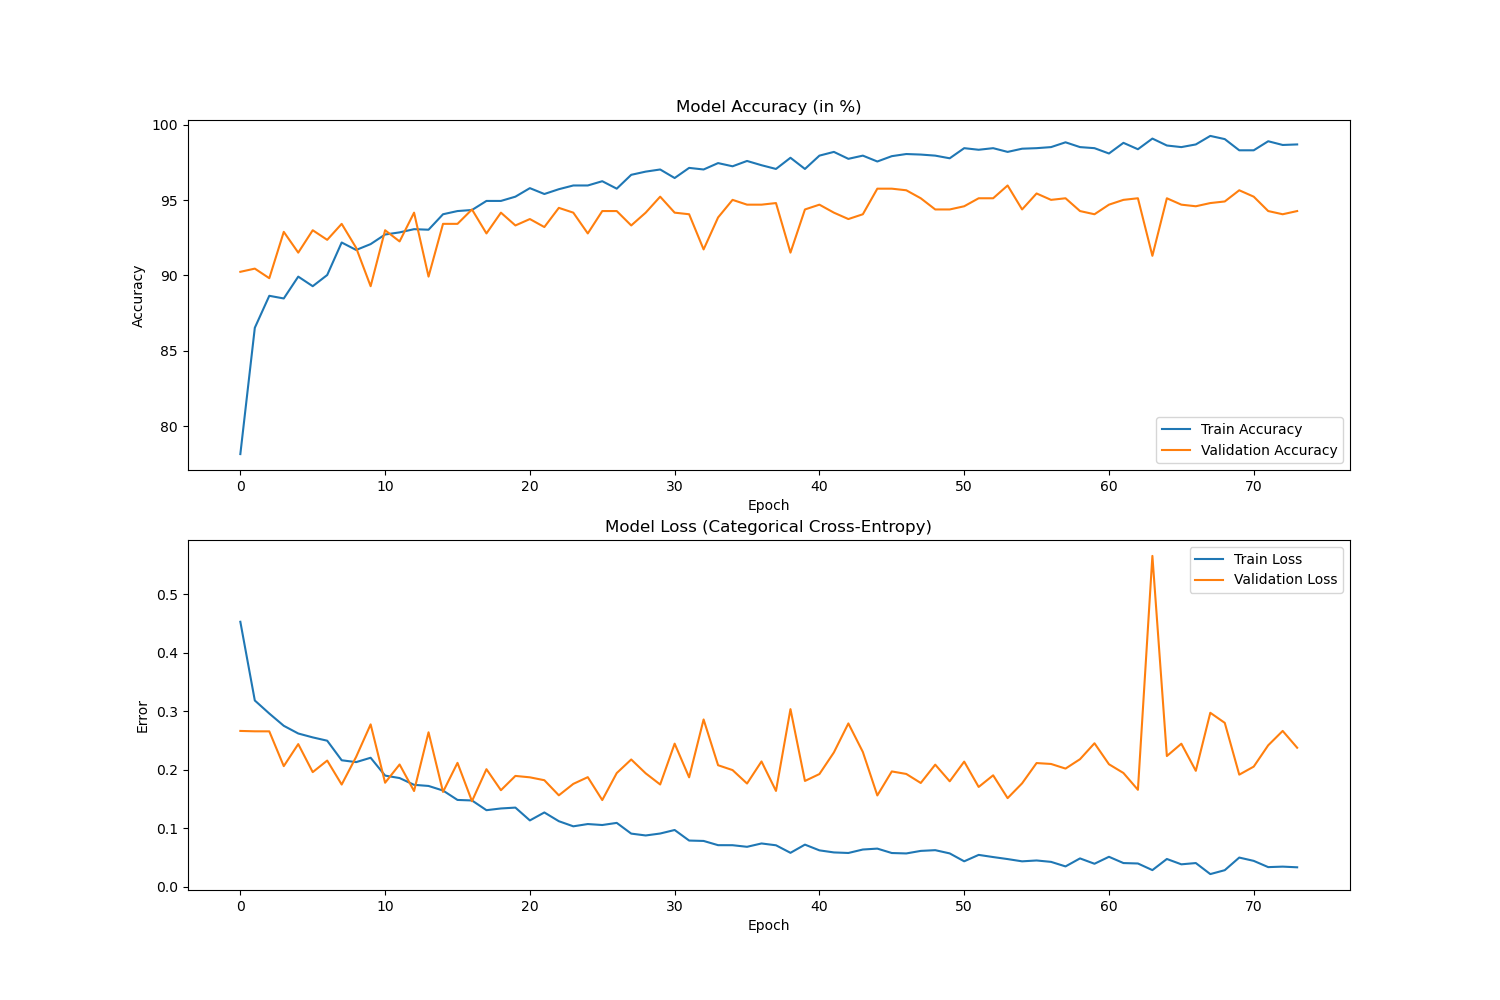 Model Accuracy (in %)
100
95
90
85
80
Accuracy
Train Accuracy
Validation Accuracy
0 10 20 30 40 50 60 70
Epoch
Model Loss (Categorical Cross-Entropy)
Train Loss
Validation Loss
0.5
0.4
0.3
0.2
0.1
0.0
Error
0 10 20 30 40 50 60 70
Epoch